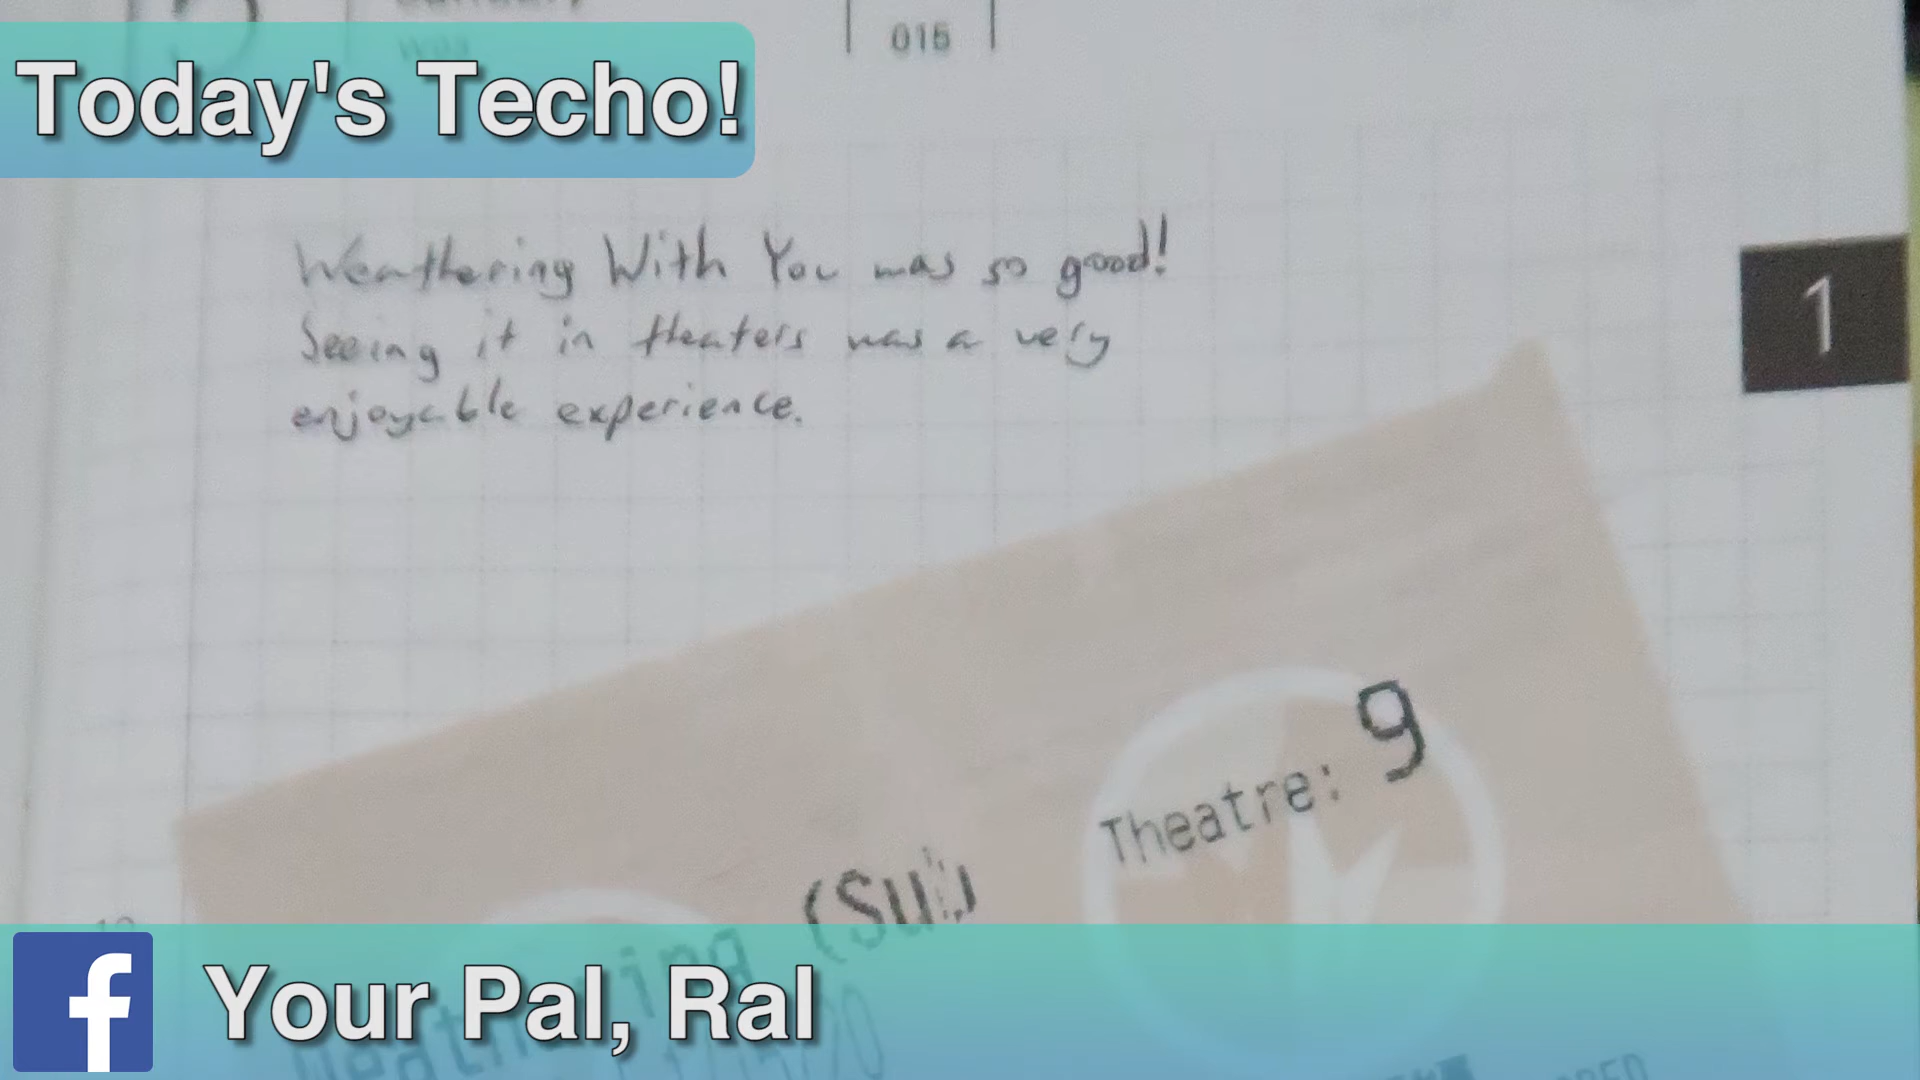 015
Today's Techo!
Weathering With You was so good!
Seeing it in theaters was a very
enjoyable experience.
1
Theatre: 9
Your Pal, Ral